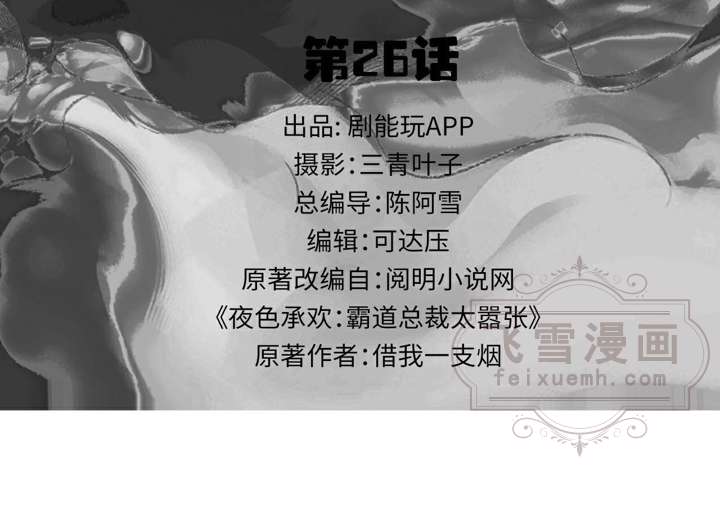 第26话
出品: 剧能玩APP
摄影: 三青叶子
总编导: 陈阿雪
编辑: 可达压
原著改编自: 阅明小说网
《夜色承欢: 霸道总裁太嚣张》
原著作者: 借我一支烟
飞雪漫画
feixuemh.com